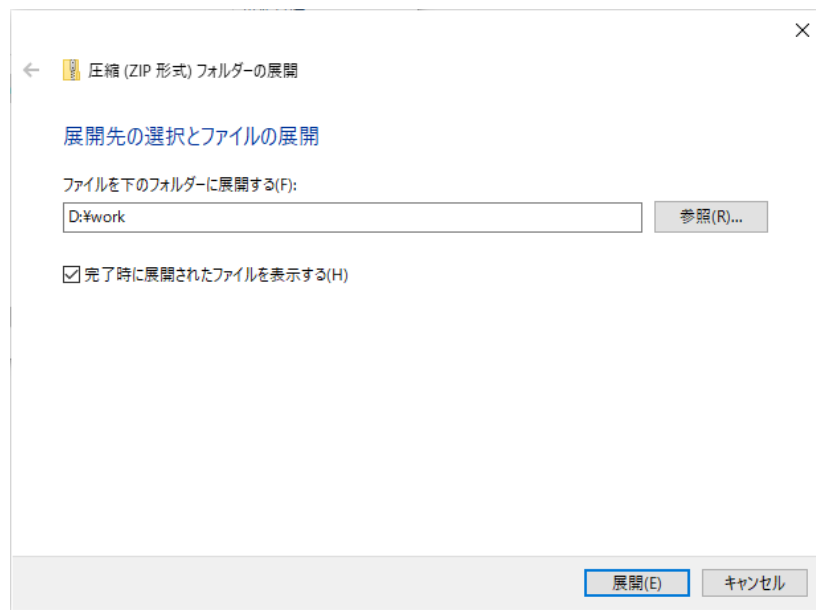 圧縮 (ZIP 形式) フォルダーの展開
展開先の選択とファイルの展開
ファイルを下のフォルダーに展開する(F):
D:¥work
参照(R)...
完了時に展開されたファイルを表示する(H)
展開(E)
キャンセル